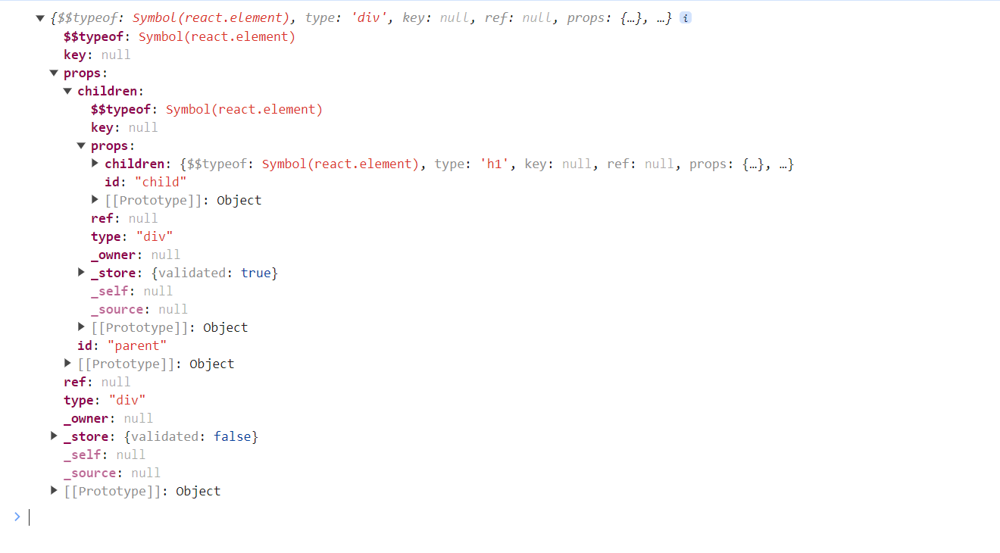 {$$typeof: Symbol(react.element), type: 'div', key: null, ref: null, props: {…}, …} i
$$typeof: Symbol(react.element)
key: null
props:
children:
$$typeof: Symbol(react.element)
key: null
props:
children: {$$typeof: Symbol(react.element), type: 'h1', key: null, ref: null, props: {…}, …}
id: "child"
[[Prototype]]: Object
ref: null
type: "div"
_owner: null
_store: {validated: true}
_self: null
_source: null
[[Prototype]]: Object
id: "parent"
[[Prototype]]: Object
ref: null
type: "div"
_owner: null
_store: {validated: false}
_self: null
_source: null
[[Prototype]]: Object